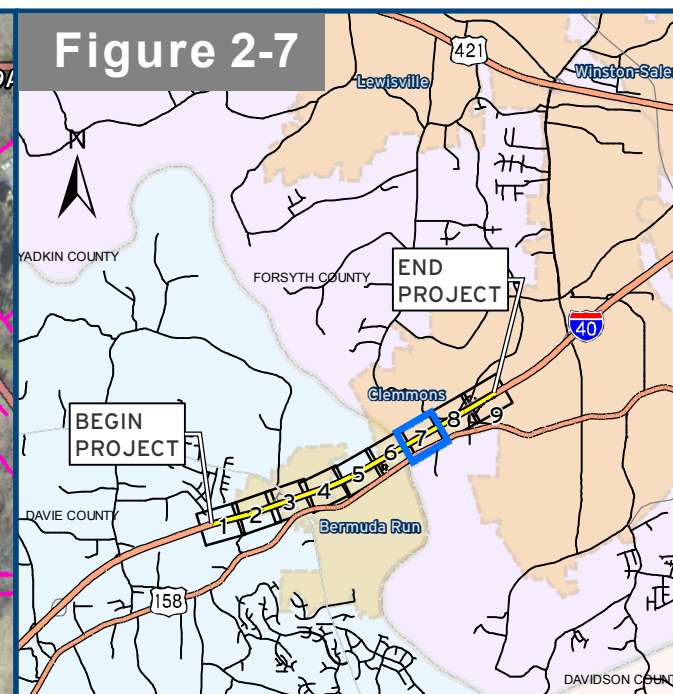 Figure 2-7
421
Lewisville
Winston-Sale
N
YADKIN COUNTY
FORSYTH COUNTY
END
PROJECT
40
Clemmons
BEGIN
PROJECT
1 2 3 4 5 6 7 8 9
DAVIE COUNTY
Bermuda Run
158
DAVIDSON COUNT